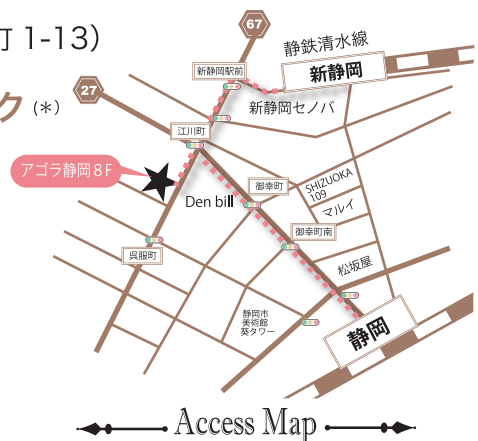 町 1-13）
ク（＊）
67
静鉄清水線
新静岡
新静岡駅前
27
新静岡セノバ
江川町
アゴラ静岡8F
SHIZUOKA
109
御幸町
Den bill
マルイ
御幸町南
呉服町
松坂屋
静岡市
美術館
葵タワー
静岡
Access Map